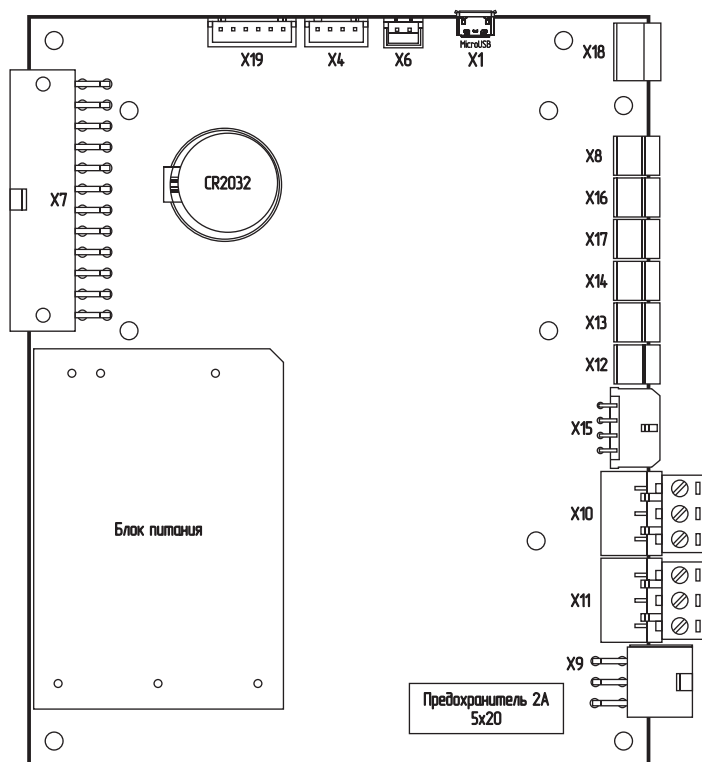 MicroUSB
X19
X4
X6
X1
X18
X8
CR2032
X7
X16
X17
X14
X13
X12
X15
X10
Блок питания
X11
X9
Предохранитель 2А
5x20